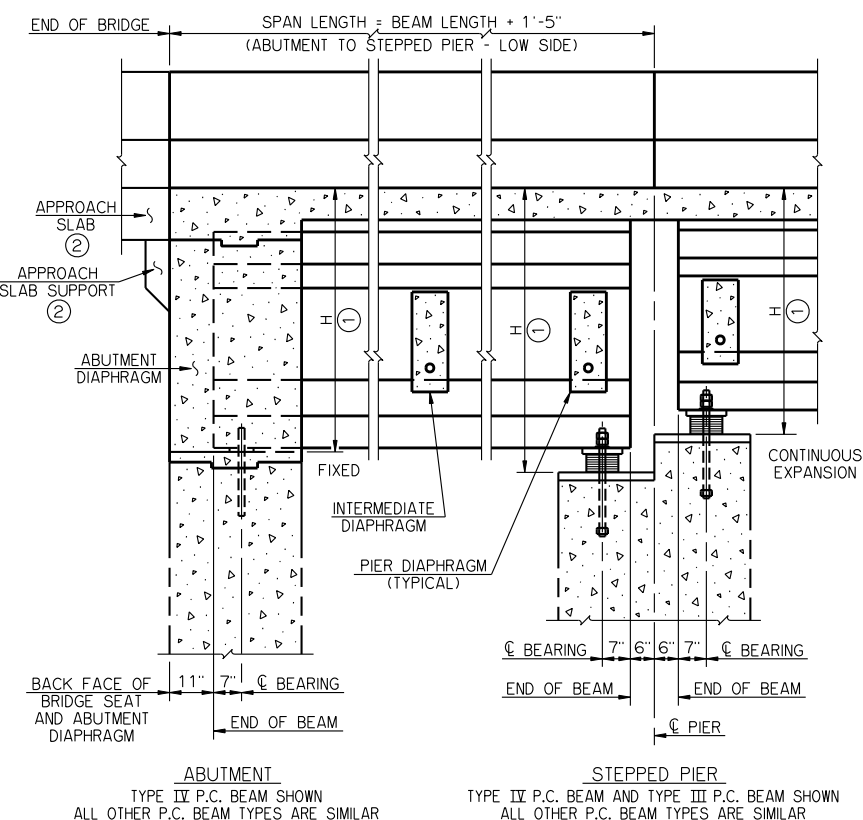 END OF BRIDGE
SPAN LENGTH = BEAM LENGTH + 1'-5"
(ABUTMENT TO STEPPED PIER - LOW SIDE)
APPROACH
SLAB
2
APPROACH
SLAB SUPPORT
2
ABUTMENT
DIAPHRAGM
H 1
H 1
H 1
FIXED
CONTINUOUS
EXPANSION
INTERMEDIATE
DIAPHRAGM
PIER DIAPHRAGM
(TYPICAL)
℄ BEARING 7" 6" 6" 7" ℄ BEARING
END OF BEAM
END OF BEAM
℄ PIER
BACK FACE OF
BRIDGE SEAT
AND ABUTMENT
DIAPHRAGM
11" 7" ℄ BEARING
END OF BEAM
ABUTMENT
TYPE IV P.C. BEAM SHOWN
ALL OTHER P.C. BEAM TYPES ARE SIMILAR
STEPPED PIER
TYPE IV P.C. BEAM AND TYPE III P.C. BEAM SHOWN
ALL OTHER P.C. BEAM TYPES ARE SIMILAR